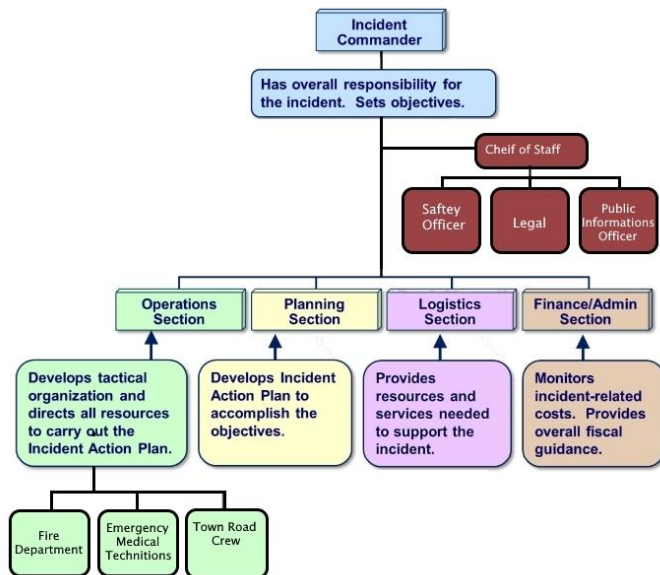 Incident
Commander
Has overall responsibility for
the incident.  Sets objectives.
Cheif of Staff
Saftey
Officer
Legal
Public
Informations
Officer
Operations
Section
Planning
Section
Logistics
Section
Finance/Admin
Section
Develops tactical
organization and
directs all resources
to carry out the
Incident Action Plan.
Develops Incident
Action Plan to
accomplish the
objectives.
Provides
resources and
services needed
to support the
incident.
Monitors
incident-related
costs.  Provides
overall fiscal
guidance.
Fire
Department
Emergency
Medical
Technitions
Town Road
Crew